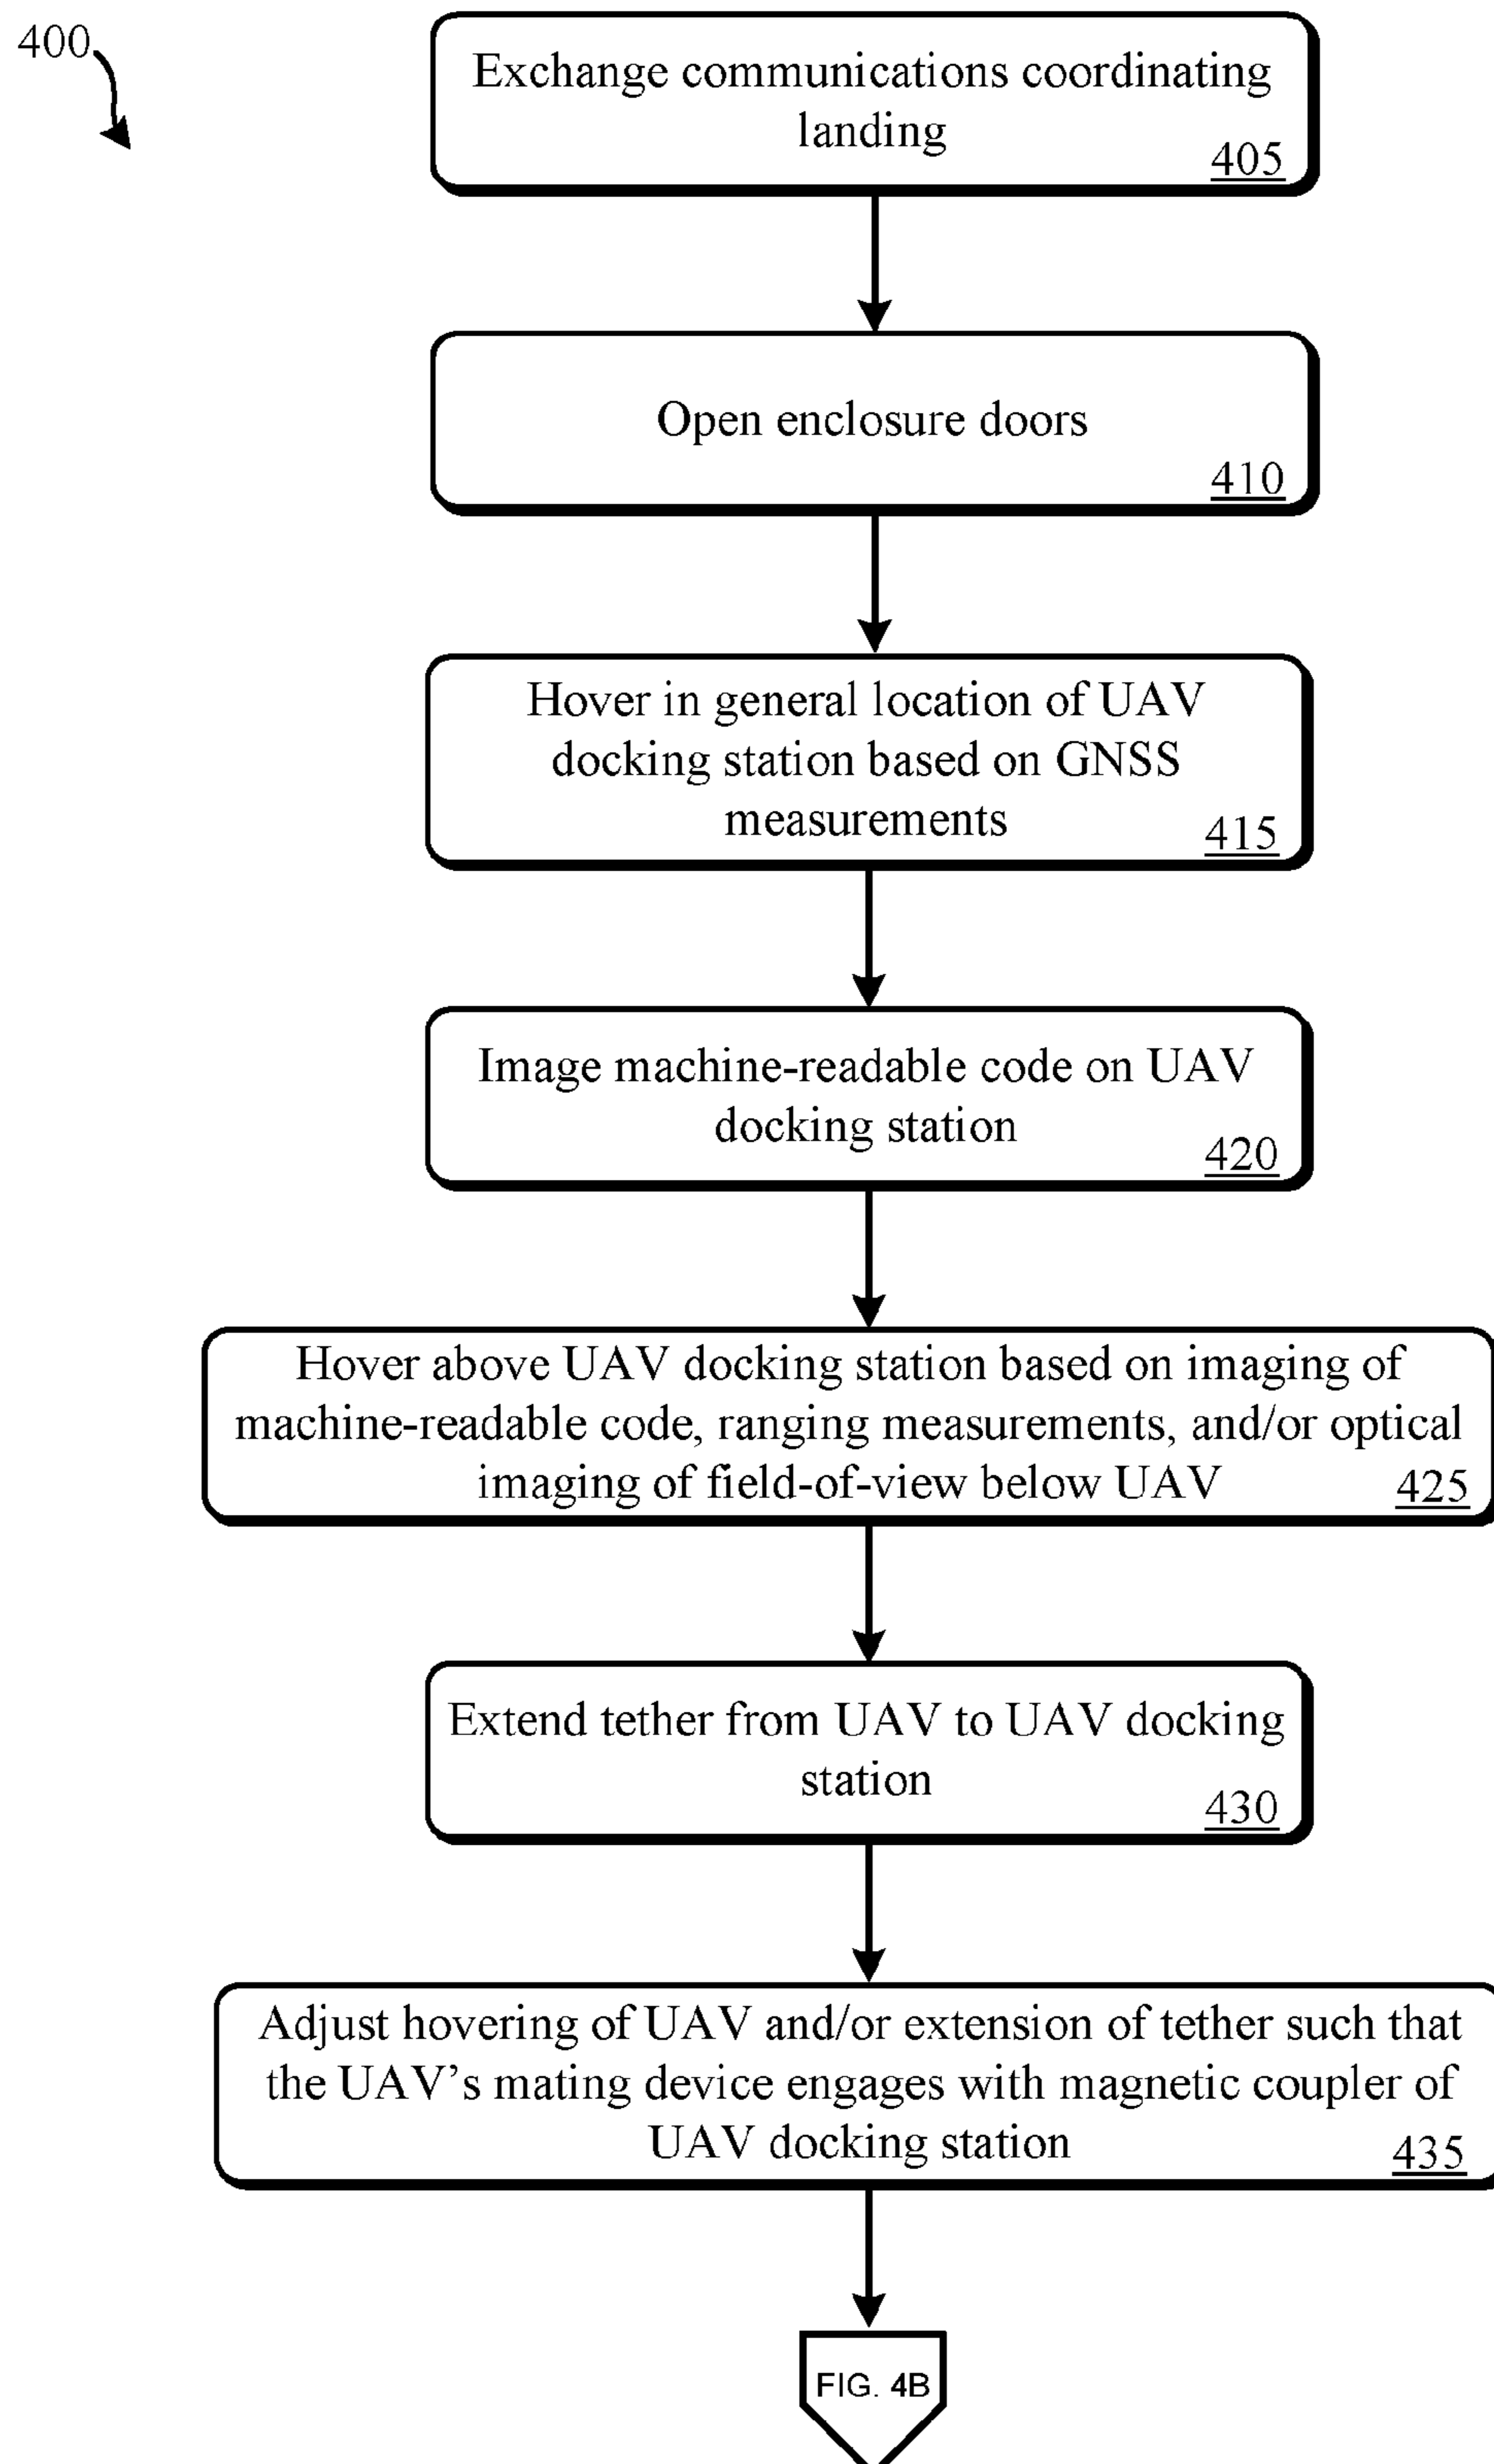 400
Exchange communications coordinating
landing
405
Open enclosure doors
410
Hover in general location of UAV
docking station based on GNSS
measurements
415
Image machine-readable code on UAV
docking station
420
Hover above UAV docking station based on imaging of
machine-readable code, ranging measurements, and/or optical
imaging of field-of-view below UAV
425
Extend tether from UAV to UAV docking
station
430
Adjust hovering of UAV and/or extension of tether such that
the UAV’s mating device engages with magnetic coupler of
UAV docking station
435
FIG. 4B